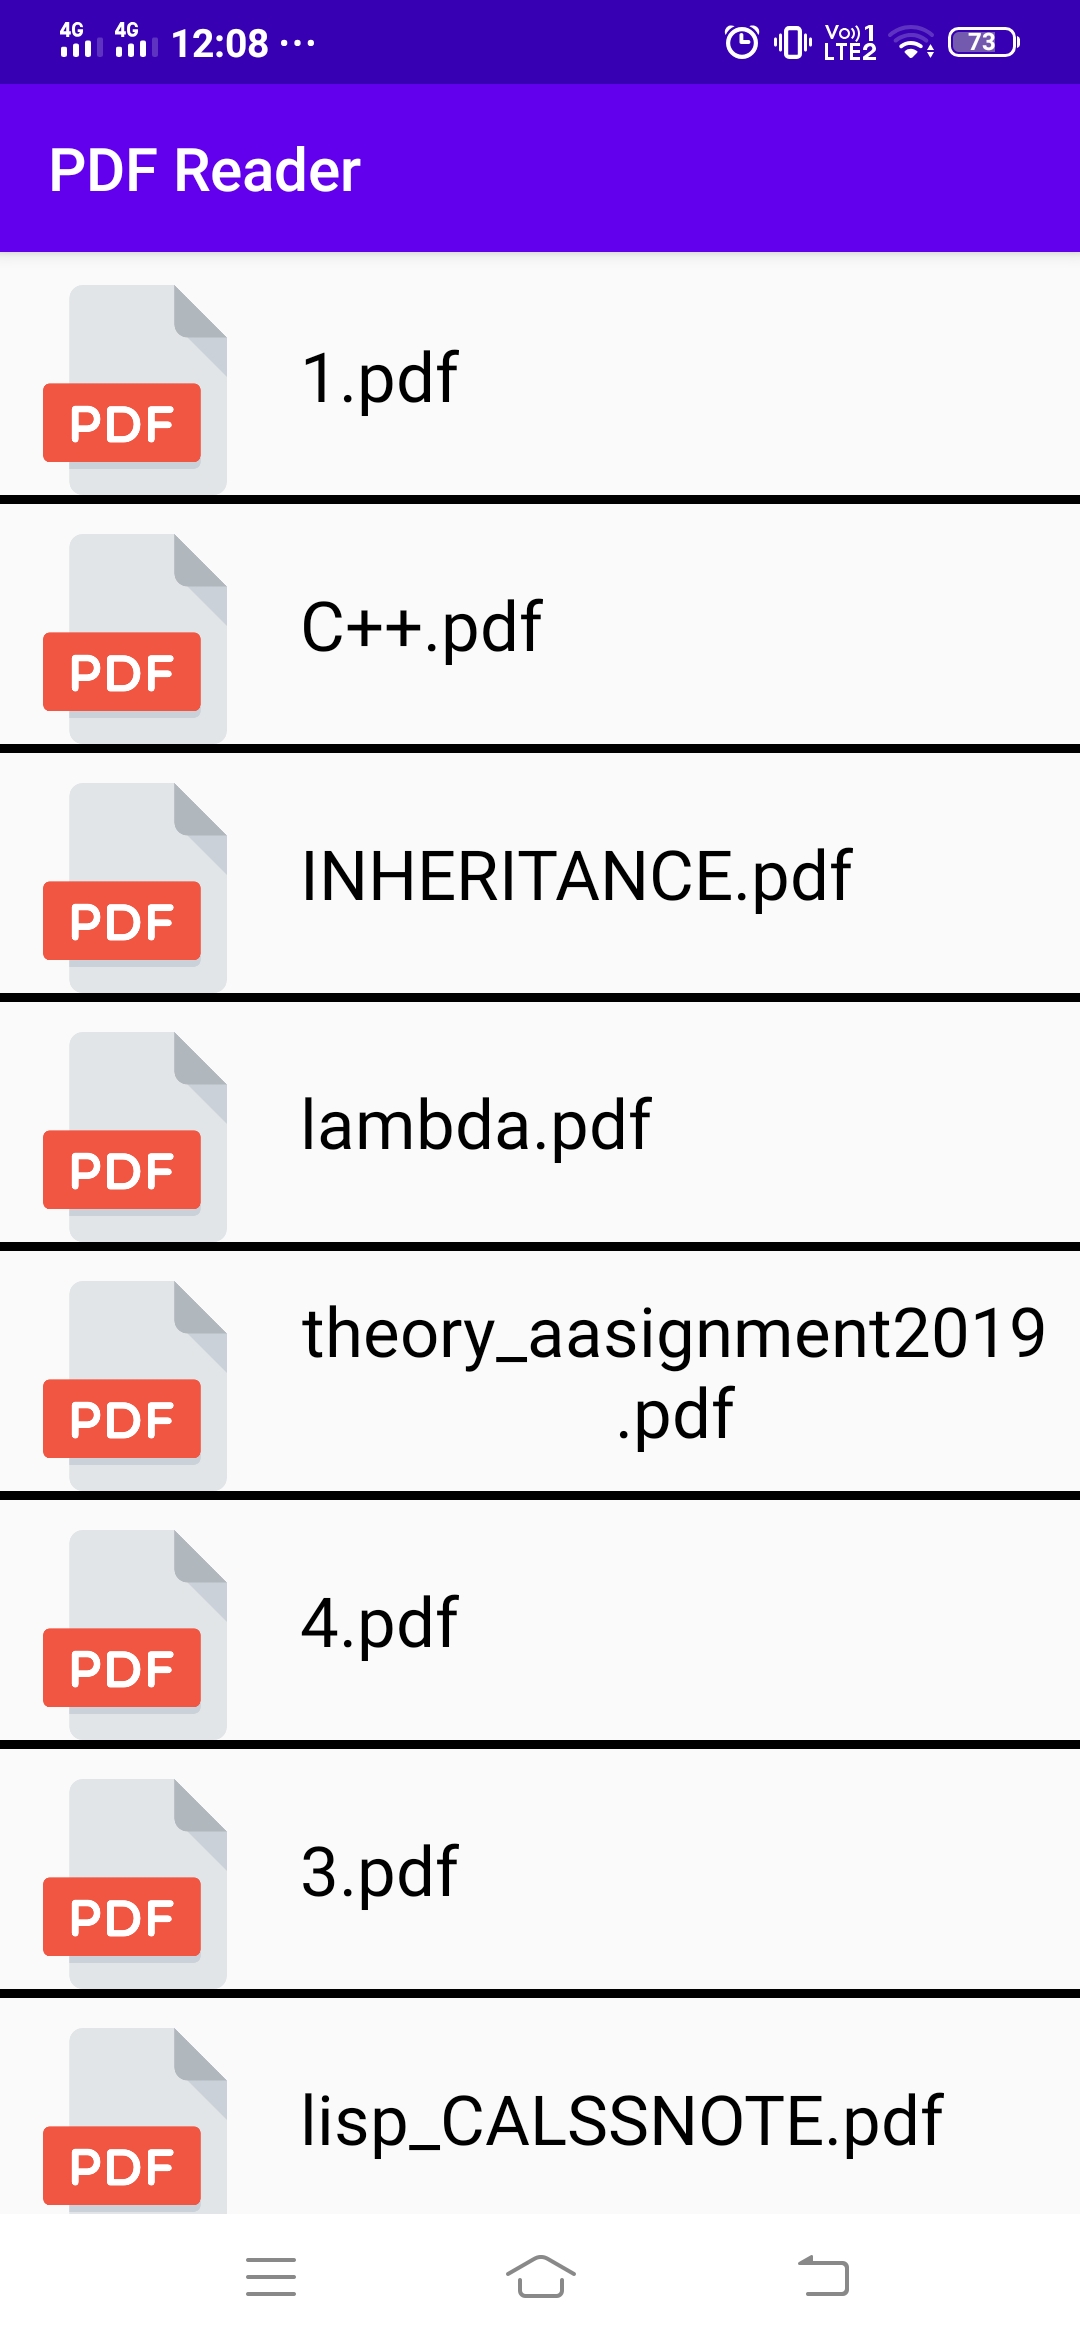 4G 4G 12:08 ... Vo)) 1 LTE2 73
PDF Reader
PDF 1.pdf
PDF C++.pdf
PDF INHERITANCE.pdf
PDF lambda.pdf
PDF theory_aasignment2019
.pdf
PDF 4.pdf
PDF 3.pdf
PDF lisp_CALSSNOTE.pdf